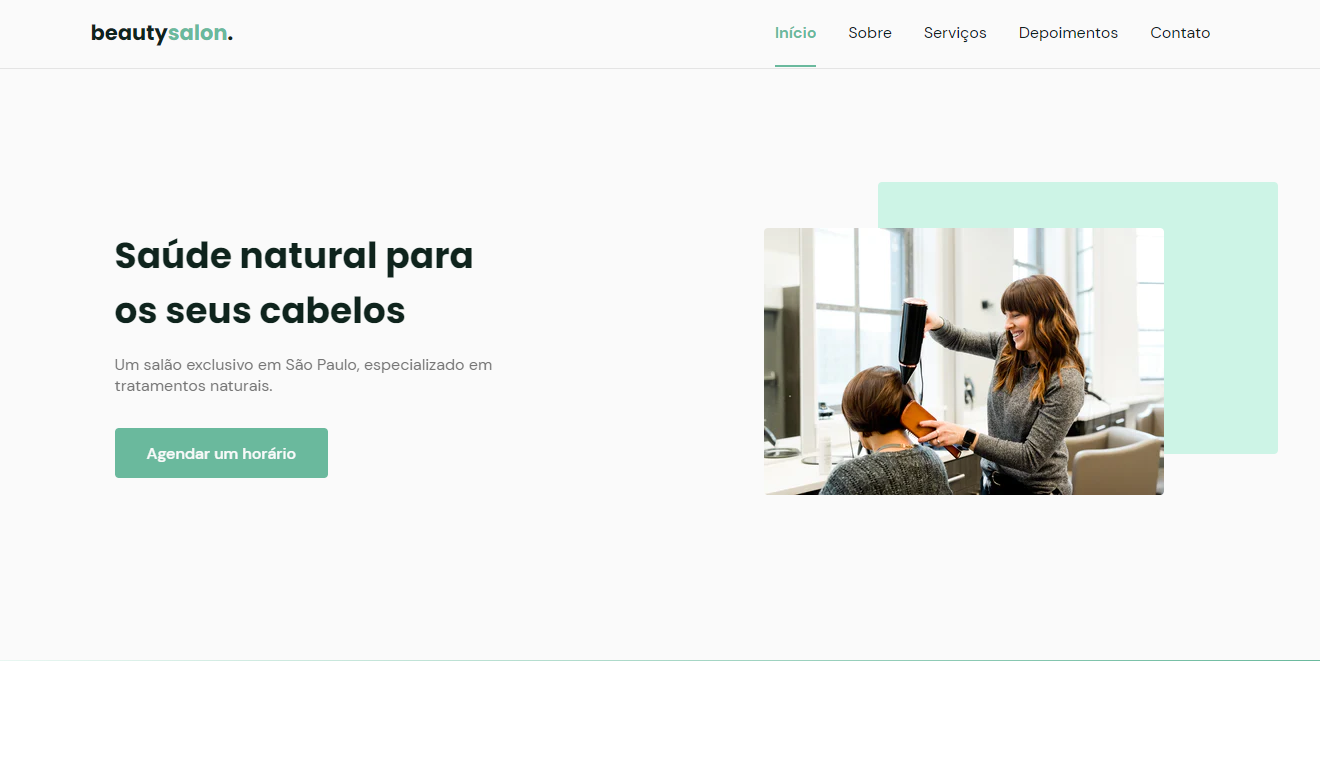 beautysalon.
Início Sobre Serviços Depoimentos Contato
Saúde natural para
os seus cabelos
Um salão exclusivo em São Paulo, especializado em
tratamentos naturais.
Agendar um horário